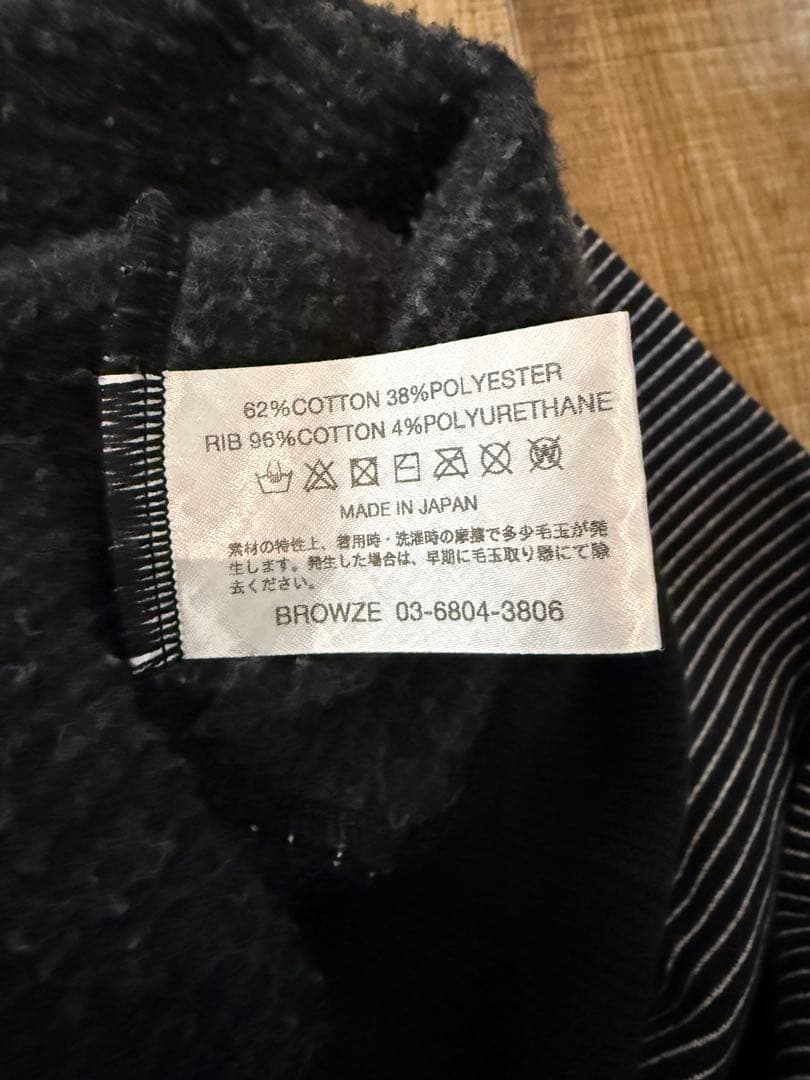 62%COTTON 38%POLYESTER
RIB 96%COTTON 4%POLYURETHANE
W
MADE IN JAPAN
素材の特性上、着用時・洗濯時の摩擦で多少毛玉が発
生します。発生した場合は、早期に毛玉取り器にて除
去ください。
BROWZE 03-6804-3806